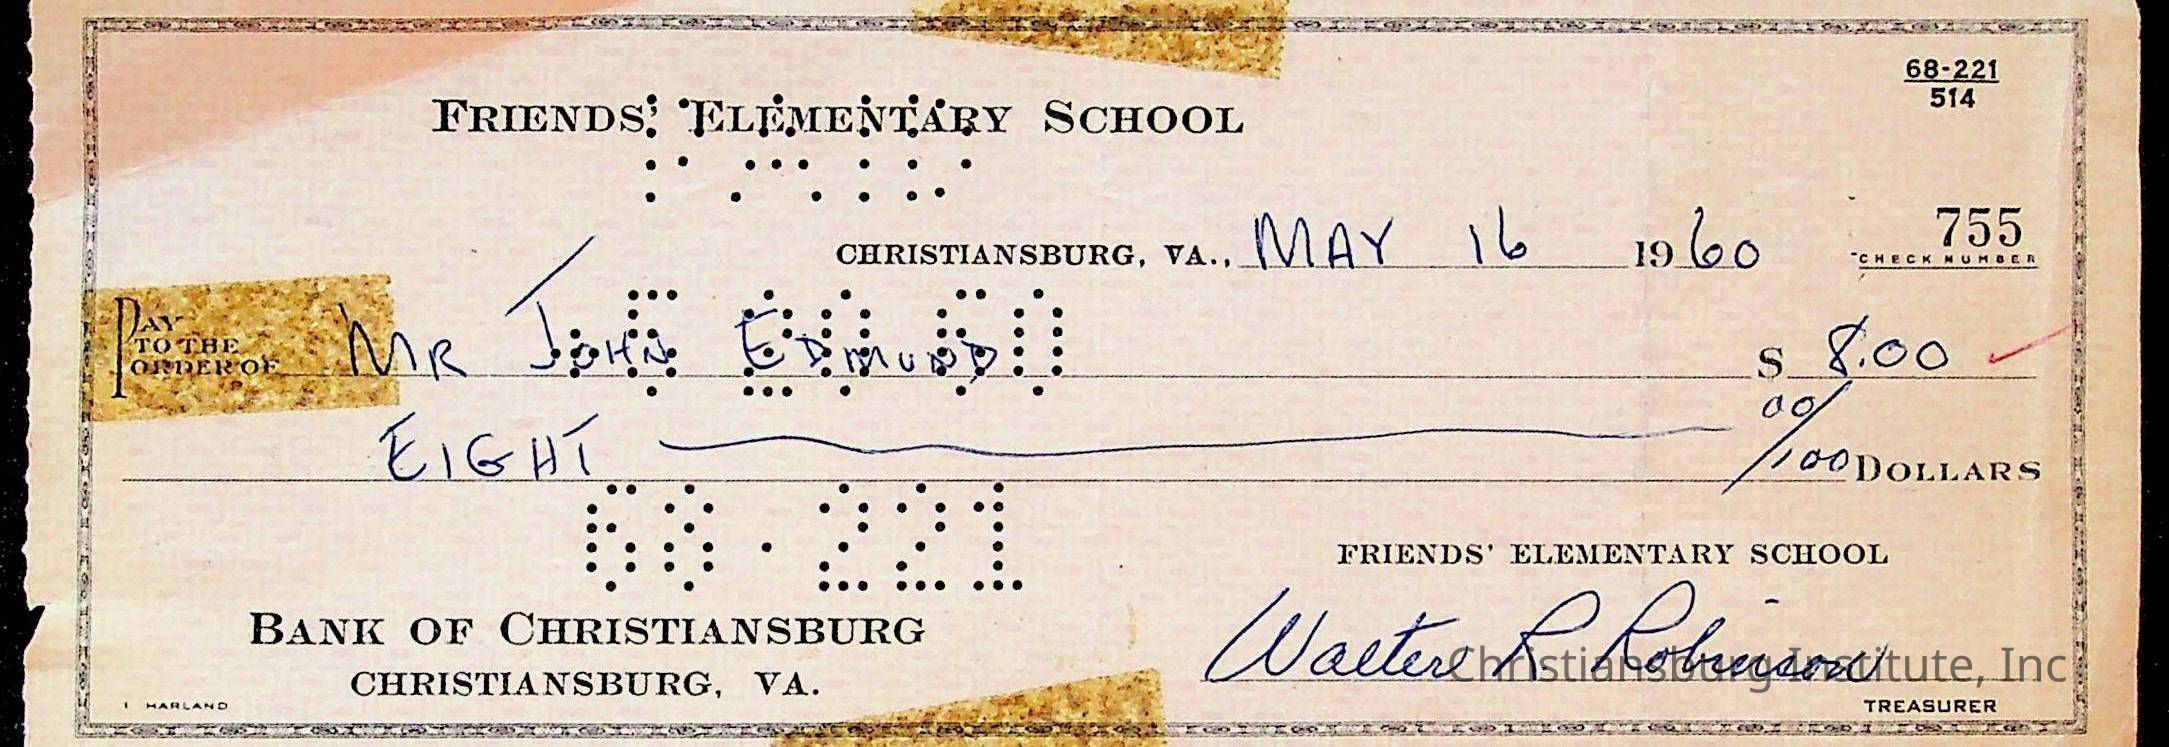 68-221
514
FRIENDS' ELEMENTARY SCHOOL
755
CHECK NUMBER
CHRISTIANSBURG, VA., MAY 16 1960
PAY TO THE ORDER OF MR JOHN EDMUND $ 8.00
EIGHT 00/100 DOLLARS
68·221
FRIENDS' ELEMENTARY SCHOOL
BANK OF CHRISTIANSBURG
CHRISTIANSBURG, VA.
Walter R Robinson
Christiansburg Institute, Inc
HARLAND
TREASURER